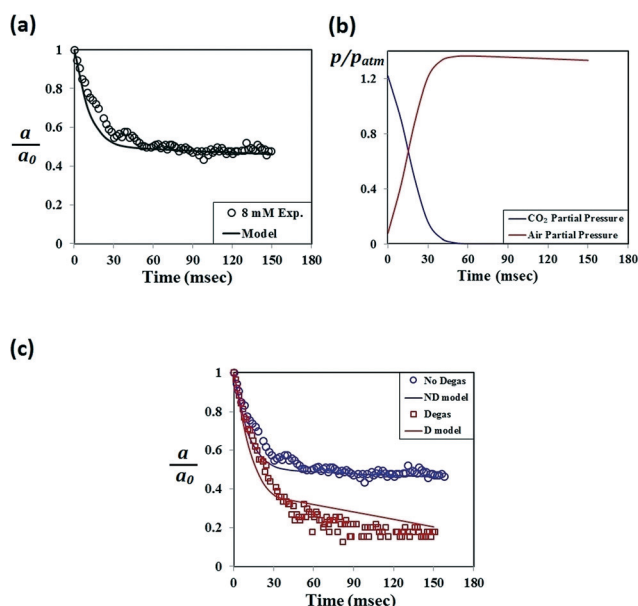 (a)
1
0.8
0.6
0.4
0.2
0
a
a0
8 mM Exp.
Model
0 30 60 90 120 150 180
Time (msec)
(b)
p/patm
1.2
0.8
0.4
0
CO2 Partial Pressure
Air Partial Pressure
0 30 60 90 120 150 180
Time (msec)
(c)
1
0.8
0.6
0.4
0.2
0
a
a0
No Degas
ND model
Degas
D model
0 30 60 90 120 150 180
Time (msec)